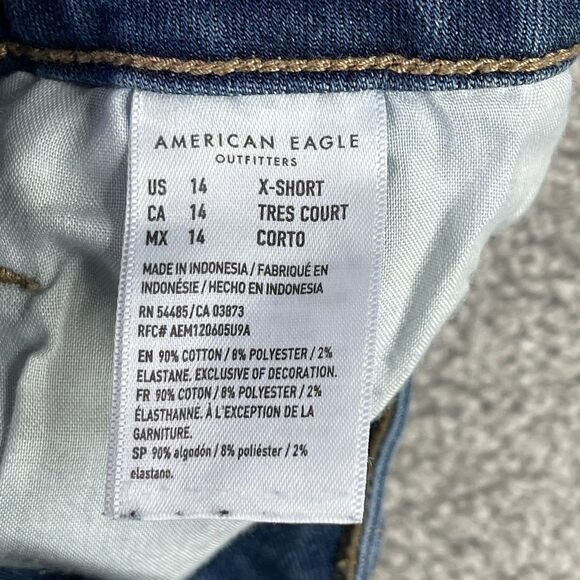 AMERICAN EAGLE
OUTFITTERS
US 14 X-SHORT
CA 14 TRES COURT
MX 14 CORTO
MADE IN INDONESIA / FABRIQUÉ EN
INDONÉSIE / HECHO EN INDONESIA
RN 54485 / CA 03873
RFC# AEM120605U9A
EN 90% COTTON / 8% POLYESTER / 2%
ELASTANE. EXCLUSIVE OF DECORATION.
FR 90% COTON / 8% POLYESTER / 2%
ÉLASTHANNE. À L'EXCEPTION DE LA
GARNITURE.
SP 90% algodón / 8% poliéster / 2%
elastano.